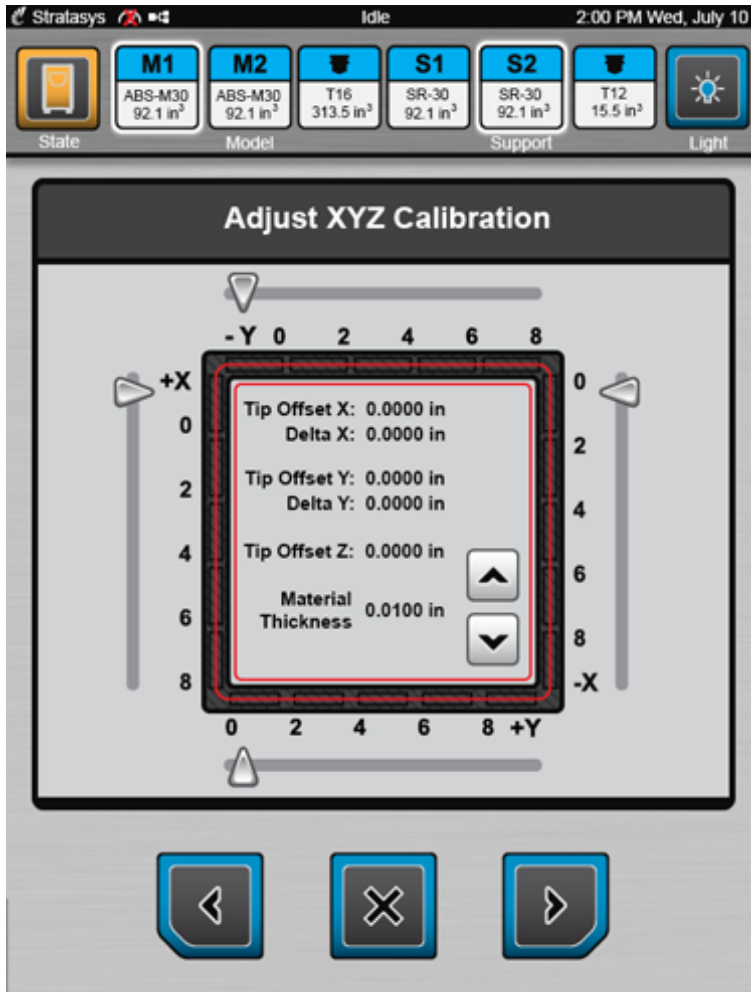 Stratasys Idle 2:00 PM Wed, July 10
M1 M2 S1 S2
ABS-M30 ABS-M30 T16 SR-30 SR-30 T12
92.1 in³ 92.1 in³ 313.5 in³ 92.1 in³ 92.1 in³ 15.5 in³
State Model Support Light
Adjust XYZ Calibration
- Y 0 2 4 6 8
+X 0
Tip Offset X: 0.0000 in
0 Delta X: 0.0000 in
2
Tip Offset Y: 0.0000 in
2 Delta Y: 0.0000 in
4
4 Tip Offset Z: 0.0000 in
6
Material
Thickness 0.0100 in
6 8
8 -X
0 2 4 6 8 +Y